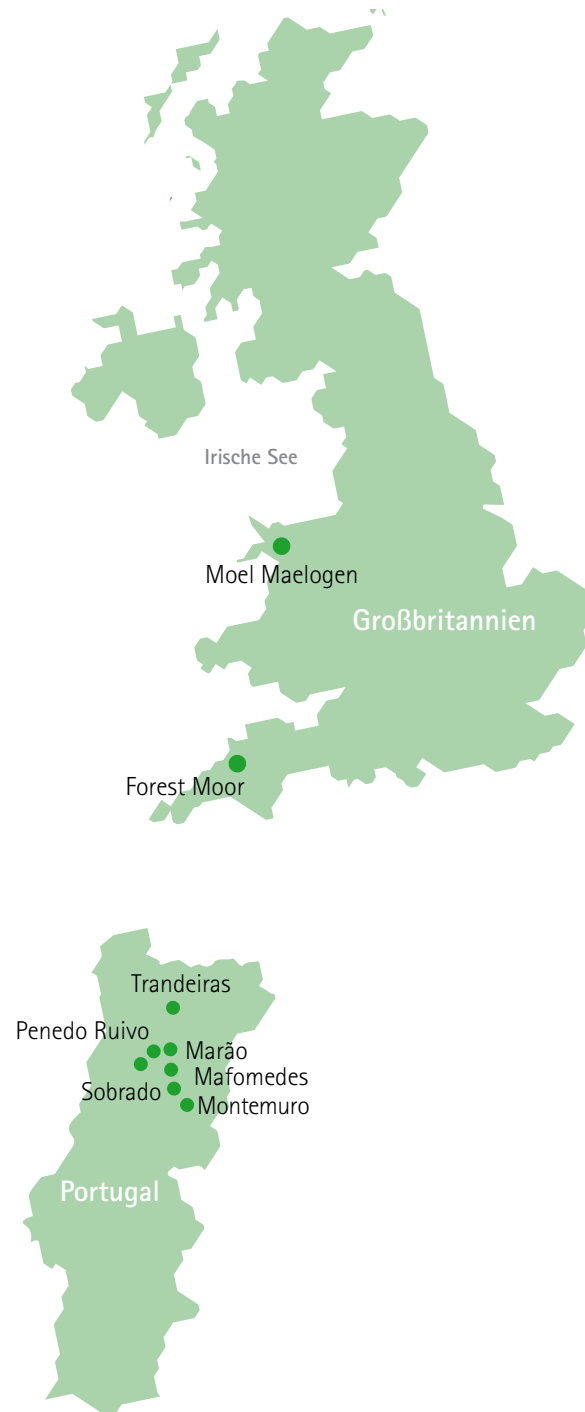 Irische See
Moel Maelogen
Großbritannien
Forest Moor
Trandeiras
Penedo Ruivo
Marão
Mafomedes
Sobrado
Montemuro
Portugal